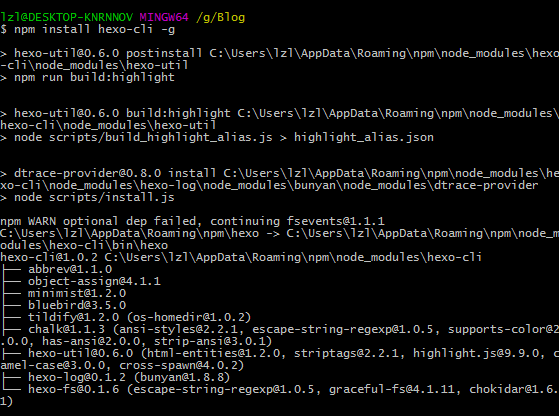 lzl@DESKTOP-KNRNNOV MINGW64 /g/Blog
$ npm install hexo-cli -g
> hexo-util@0.6.0 postinstall C:\Users\lzl\AppData\Roaming\npm\node_modules\hexo
-cli\node_modules\hexo-util
> npm run build:highlight
> hexo-util@0.6.0 build:highlight C:\Users\lzl\AppData\Roaming\npm\node_modules\
hexo-cli\node_modules\hexo-util
> node scripts/build_highlight_alias.js > highlight_alias.json
> dtrace-provider@0.8.0 install C:\Users\lzl\AppData\Roaming\npm\node_modules\he
xo-cli\node_modules\hexo-log\node_modules\bunyan\node_modules\dtrace-provider
> node scripts/install.js
npm WARN optional dep failed, continuing fsevents@1.1.1
C:\Users\lzl\AppData\Roaming\npm\hexo -> C:\Users\lzl\AppData\Roaming\npm\node_m
odules\hexo-cli\bin\hexo
hexo-cli@1.0.2 C:\Users\lzl\AppData\Roaming\npm\node_modules\hexo-cli
├── abbrev@1.1.0
├── object-assign@4.1.1
├── minimist@1.2.0
├── bluebird@3.5.0
├── tildify@1.2.0 (os-homedir@1.0.2)
├── chalk@1.1.3 (ansi-styles@2.2.1, escape-string-regexp@1.0.5, supports-color@2
.0.0, has-ansi@2.0.0, strip-ansi@3.0.1)
├── hexo-util@0.6.0 (html-entities@1.2.0, striptags@2.2.1, highlight.js@9.9.0, c
amel-case@3.0.0, cross-spawn@4.0.2)
├── hexo-log@0.1.2 (bunyan@1.8.8)
└── hexo-fs@0.1.6 (escape-string-regexp@1.0.5, graceful-fs@4.1.11, chokidar@1.6.
1)